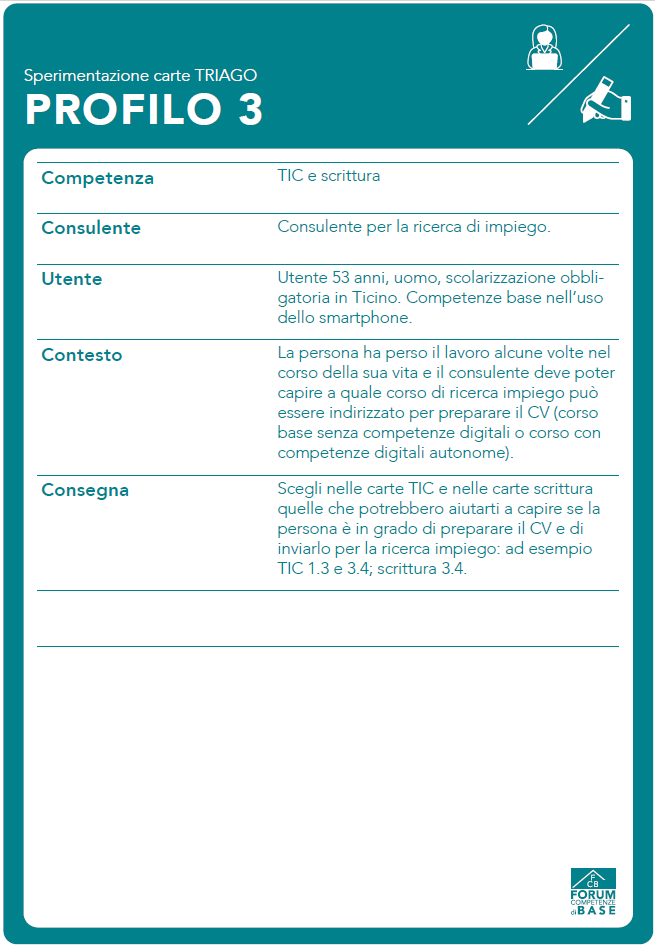 Sperimentazione carte TRIAGO
PROFILO 3
Competenza
TIC e scrittura
Consulente
Consulente per la ricerca di impiego.
Utente
Utente 53 anni, uomo, scolarizzazione obbli-
gatoria in Ticino. Competenze base nell’uso
dello smartphone.
Contesto
La persona ha perso il lavoro alcune volte nel
corso della sua vita e il consulente deve poter
capire a quale corso di ricerca impiego può
essere indirizzato per preparare il CV (corso
base senza competenze digitali o corso con
competenze digitali autonome).
Consegna
Scegli nelle carte TIC e nelle carte scrittura
quelle che potrebbero aiutarti a capire se la
persona è in grado di preparare il CV e di
inviarlo per la ricerca impiego: ad esempio
TIC 1.3 e 3.4; scrittura 3.4.
F
CB
FORUM
COMPETENZE
di BASE